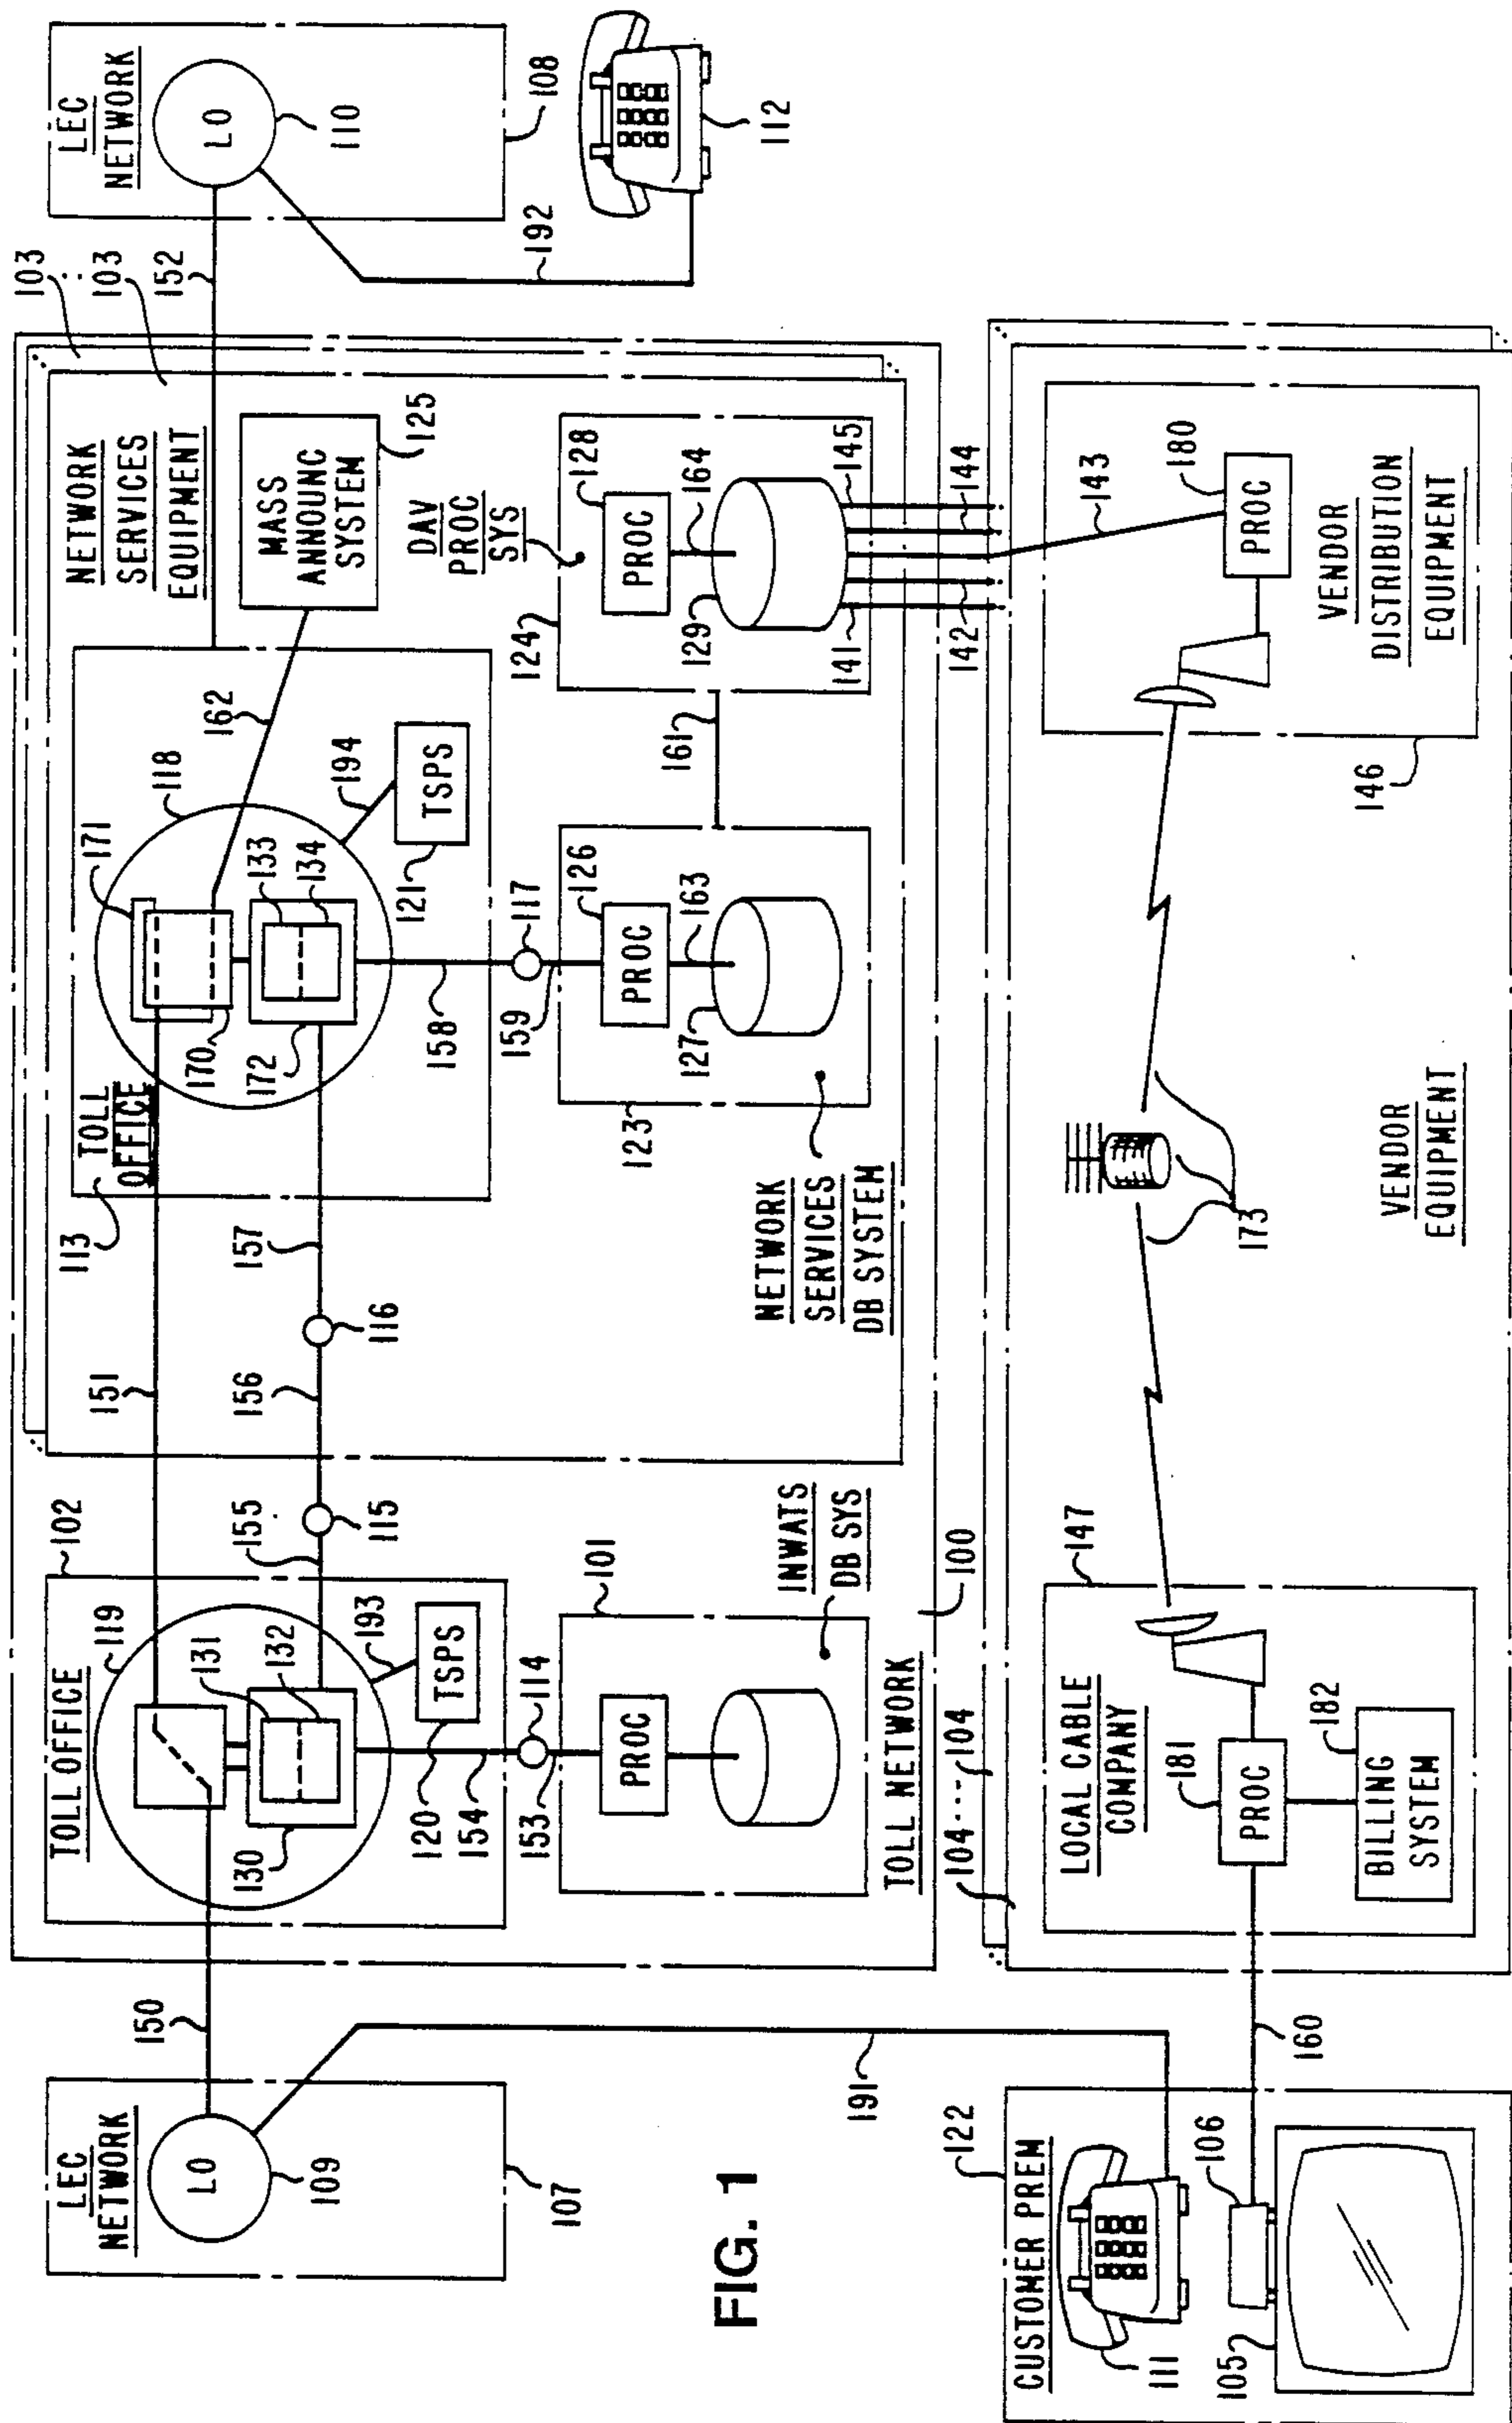 FIG. 1
LEC
NETWORK
LO
109
107
150
191
CUSTOMER PREM
122
111
106
105
160
TOLL OFFICE
102
119
131
132
130
193
TSPS
120
154
114
153
PROC
101
INWATS
DB SYS
TOLL NETWORK
100
151
155
115
156
116
157
113
TOLL
OFFICE
171
118
170
172
133
134
194
TSPS
121
158
117
159
162
NETWORK
SERVICES
EQUIPMENT
MASS
ANNOUNC
SYSTEM
125
103
103
152
126
PROC
163
127
123
NETWORK
SERVICES
DB SYSTEM
161
DAV
PROC
SYS
124
128
PROC
164
129
141
142
143
144
145
LEC
NETWORK
LO
110
108
192
112
104
104
147
LOCAL CABLE
COMPANY
181
PROC
182
BILLING
SYSTEM
173
VENDOR
EQUIPMENT
146
180
PROC
VENDOR
DISTRIBUTION
EQUIPMENT